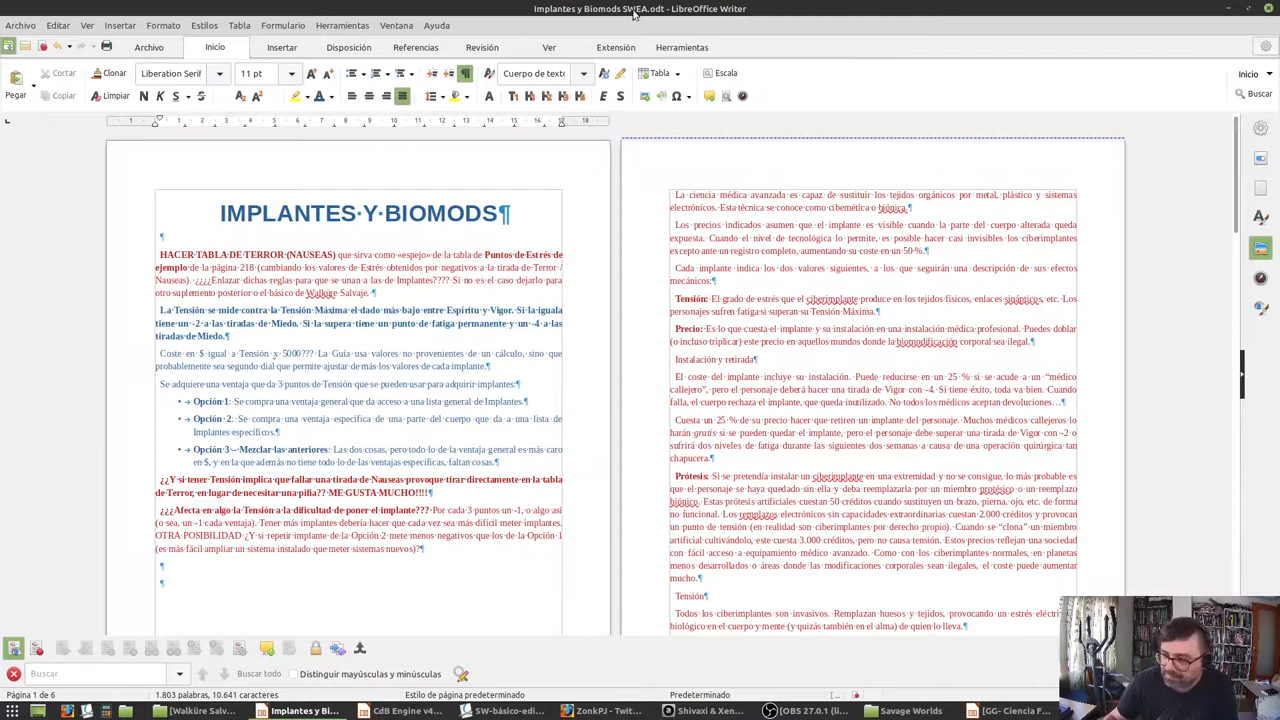 Implantes y Biomods SWEA.odt - LibreOffice Writer
Archivo Editar Ver Insertar Formato Estilos Tabla Formulario Herramientas Ventana Ayuda
Archivo Inicio Insertar Disposición Referencias Revisión Ver Extensión Herramientas
Cortar Clonar Liberation Serif 11 pt Cuerpo de texto Tabla Escala Inicio
Pegar Copiar Limpiar Buscar
IMPLANTES·Y·BIOMODS¶
¶
HACER·TABLA·DE·TERROR·(NAUSEAS) que sirva como «espejo» de la tabla de Puntos de Estrés de
ejemplo de la página 218 (cambiando los valores de Estrés obtenidos por negativos a la tirada de Terror /
Nauseas). ¿¿¿¿Enlazar dichas reglas para que se unan a las de Implantes???? Si no es el caso dejarlo para
otro suplemento posterior o el básico de Walküre Salvaje. ¶
La Tensión se mide contra la Tensión Máxima el dado más bajo entre Espíritu y Vigor. Si la iguala
tiene un -2 a las tiradas de Miedo. Si la supera tiene un punto de fatiga permanente y un -4 a las
tiradas de Miedo.¶
Coste en $ igual a Tensión x 5000??? La Guía usa valores no provenientes de un cálculo, sino que
probablemente sea segundo dial que permite ajustar de más los valores de cada implante.¶
Se adquiere una ventaja que da 3 puntos de Tensión que se pueden usar para adquirir implantes:¶
• → Opción 1: Se compra una ventaja general que da acceso a una lista general de Implantes.¶
• → Opción 2: Se compra una ventaja específica de una parte del cuerpo que da a una lista de
Implantes específicos.¶
• → Opción 3 – Mezclar las anteriores: Las dos cosas, pero todo lo de la ventaja general es más caro
en $, y en la que además no tiene todo lo de las ventajas específicas, faltan cosas.¶
¿¿Y si tener Tensión implica que fallar una tirada de Nauseas provoque tirar directamente en la tabla
de Terror, en lugar de necesitar una pifia?? ME GUSTA MUCHO!!!!¶
¿¿¿Afecta en algo la Tensión a la dificultad de poner el implante??? Por cada 3 puntos un -1, o algo así
(o sea, un -1 cada ventaja). Tener más implantes debería hacer que cada vez sea más difícil meter implantes.
OTRA POSIBILIDAD ¿Y si repetir implante de la Opción 2 mete menos negativos que los de la Opción 1
(es más fácil ampliar un sistema instalado que meter sistemas nuevos)?¶
¶
¶
La ciencia médica avanzada es capaz de sustituir los tejidos orgánicos por metal, plástico y sistemas
electrónicos. Esta técnica se conoce como cibernética o biónica.¶
Los precios indicados asumen que el implante es visible cuando la parte del cuerpo alterada queda
expuesta. Cuando el nivel de tecnológica lo permite, es posible hacer casi invisibles los ciberimplantes
excepto ante un registro completo, aumentando su coste en un 50 %.¶
Cada implante indica los dos valores siguientes, a los que seguirán una descripción de sus efectos
mecánicos:¶
Tensión: El grado de estrés que el ciberimplante produce en los tejidos físicos, enlaces sinápticos, etc. Los
personajes sufren fatiga si superan su Tensión Máxima.¶
Precio: Es lo que cuesta el implante y su instalación en una instalación médica profesional. Puedes doblar
(o incluso triplicar) este precio en aquellos mundos donde la biomodificación corporal sea ilegal.¶
Instalación y retirada¶
El coste del implante incluye su instalación. Puede reducirse en un 25 % si se acude a un “médico
callejero”, pero el personaje deberá hacer una tirada de Vigor con -4. Si tiene éxito, toda va bien. Cuando
falla, el cuerpo rechaza el implante, que queda inutilizado. No todos los médicos aceptan devoluciones…¶
Cuesta un 25 % de su precio hacer que retiren un implante del personaje. Muchos médicos callejeros lo
harán gratis si se pueden quedar el implante, pero el personaje debe superar una tirada de Vigor con -2 o
sufrirá dos niveles de fatiga durante las siguientes dos semanas a causa de una operación quirúrgica tan
chapucera.¶
Prótesis: Si se pretendía instalar un ciberimplante en una extremidad y no se consigue, lo más probable es
que el personaje se haya quedado sin ella y deba reemplazarla por un miembro protésico o un reemplazo
biónico. Estas prótesis artificiales cuestan 50 créditos cuando sustituyen un brazo, pierna, ojo, etc. de forma
no funcional. Los remplazos electrónicos sin capacidades extraordinarias cuestan 2.000 créditos y provocan
un punto de tensión (en realidad son ciberimplantes por derecho propio). Cuando se “clona” un miembro
artificial cultivándolo, este cuesta 3.000 créditos, pero no causa tensión. Estos precios reflejan una sociedad
con fácil acceso a equipamiento médico avanzado. Como con los ciberimplantes normales, en planetas
menos desarrollados o áreas donde las modificaciones corporales sean ilegales, el coste puede aumentar
mucho.¶
Tensión¶
Todos los ciberimplantes son invasivos. Remplazan huesos y tejidos, provocando un estrés
biológico en el cuerpo y mente (y quizás también en el alma) de quien lo lleva.¶
Buscar Buscar todo Distinguir mayúsculas y minúsculas
Página 1 de 6 1.803 palabras, 10.641 caracteres Estilo de página predeterminado Predeterminado
[Walküre Salv... Implantes y Bi... CdB Engine v4... SW-básico-edi... ZonkPJ – Twit... Shivaxi & Xen... [OBS 27.0.1 (l... Savage Worlds [GG- Ciencia F...